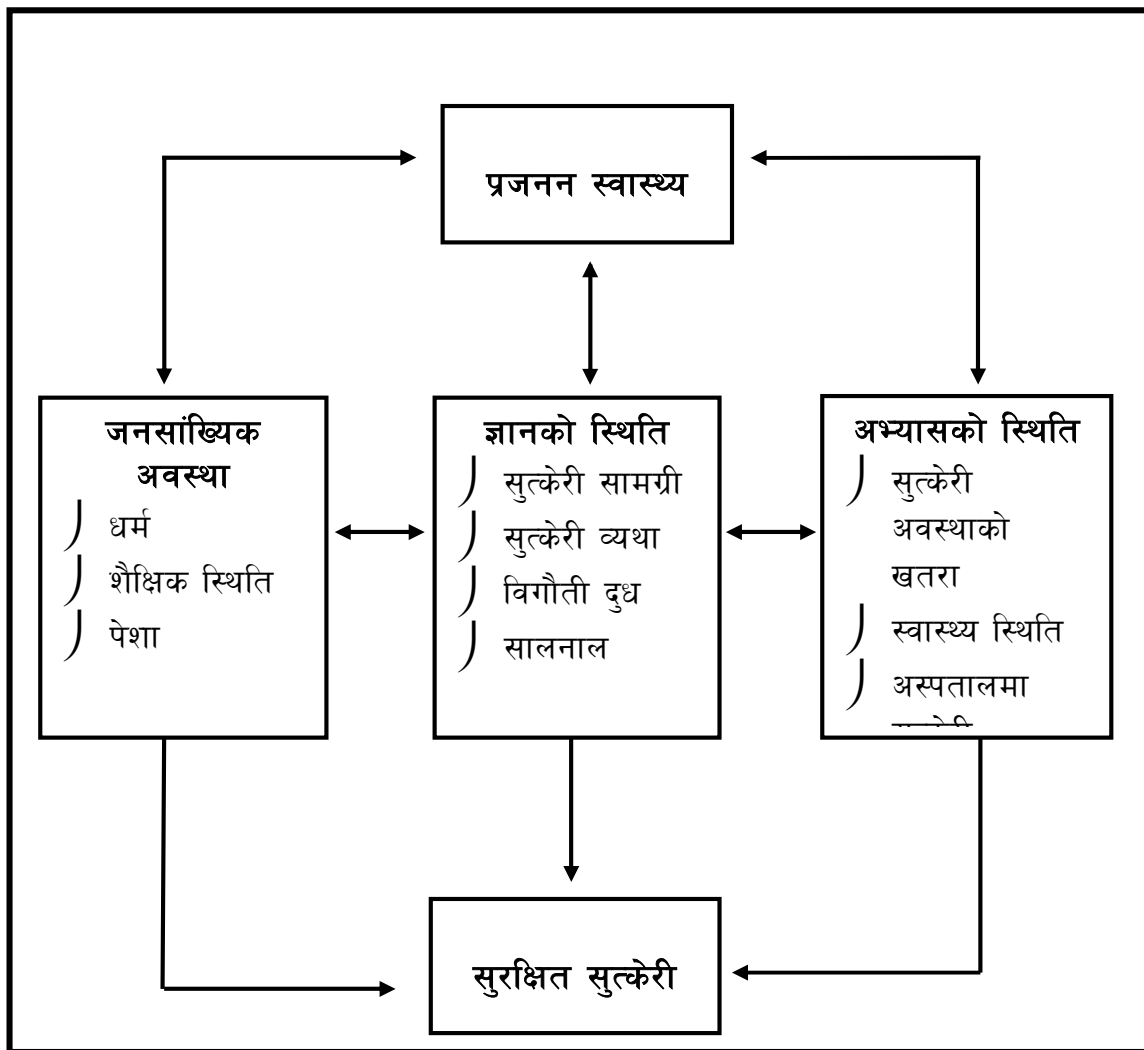 प्रजनन स्वास्थ्य
जनसांख्यिक
अवस्था
धर्म
शैक्षिक स्थिति
पेशा
ज्ञानको स्थिति
सुत्केरी सामग्री
सुत्केरी व्यथा
विगौती दुध
सालनाल
अभ्यासको स्थिति
सुत्केरी
अवस्थाको
खतरा
स्वास्थ्य स्थिति
अस्पतालमा
सुरक्षित सुत्केरी